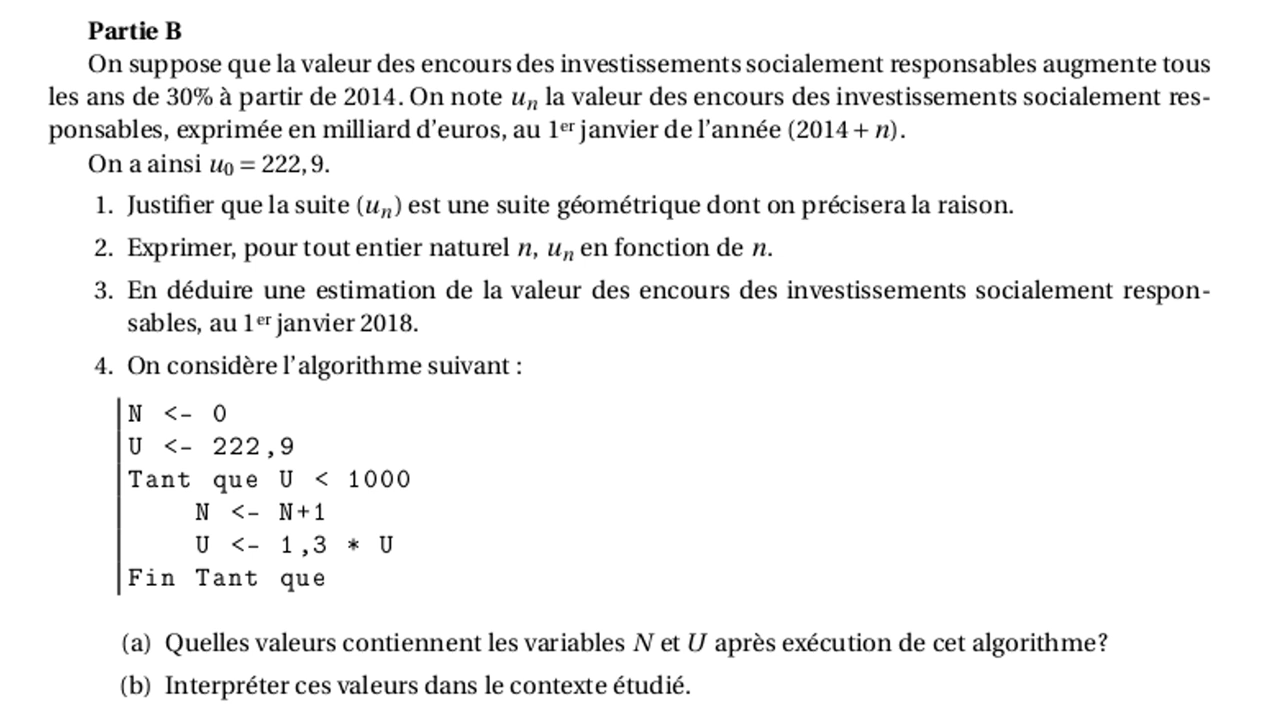 Partie B
On suppose que la valeur des encours des investissements socialement responsables augmente tous
les ans de 30% à partir de 2014. On note uₙ la valeur des encours des investissements socialement res-
ponsables, exprimée en milliard d'euros, au 1ᵉʳ janvier de l'année (2014 + n).
On a ainsi u₀ = 222,9.
1. Justifier que la suite (uₙ) est une suite géométrique dont on précisera la raison.
2. Exprimer, pour tout entier naturel n, uₙ en fonction de n.
3. En déduire une estimation de la valeur des encours des investissements socialement respon-
sables, au 1ᵉʳ janvier 2018.
4. On considère l'algorithme suivant :
N <- 0
U <- 222,9
Tant que U < 1000
N <- N+1
U <- 1,3 * U
Fin Tant que
(a) Quelles valeurs contiennent les variables N et U après exécution de cet algorithme?
(b) Interpréter ces valeurs dans le contexte étudié.